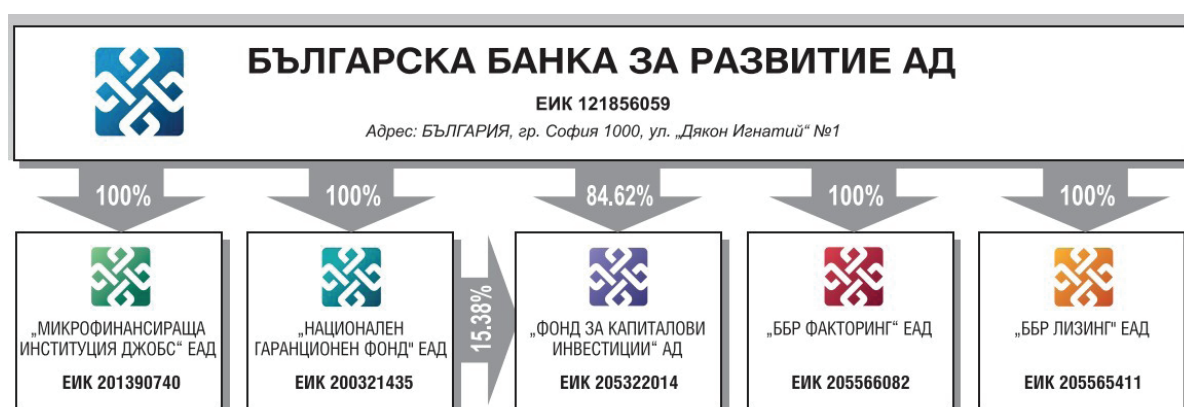 БЪЛГАРСКА БАНКА ЗА РАЗВИТИЕ АД
ЕИК 121856059
Адрес: БЪЛГАРИЯ, гр. София 1000, ул. „Дякон Игнатий“ №1
100%
100%
84.62%
100%
100%
„МИКРОФИНАНСИРАЩА
ИНСТИТУЦИЯ ДЖОБС“ ЕАД
ЕИК 201390740
„НАЦИОНАЛЕН
ГАРАНЦИОНЕН ФОНД" ЕАД
ЕИК 200321435
15.38%
„ФОНД ЗА КАПИТАЛОВИ
ИНВЕСТИЦИИ“ АД
ЕИК 205322014
„ББР ФАКТОРИНГ“ ЕАД
ЕИК 205566082
„ББР ЛИЗИНГ" ЕАД
ЕИК 205565411